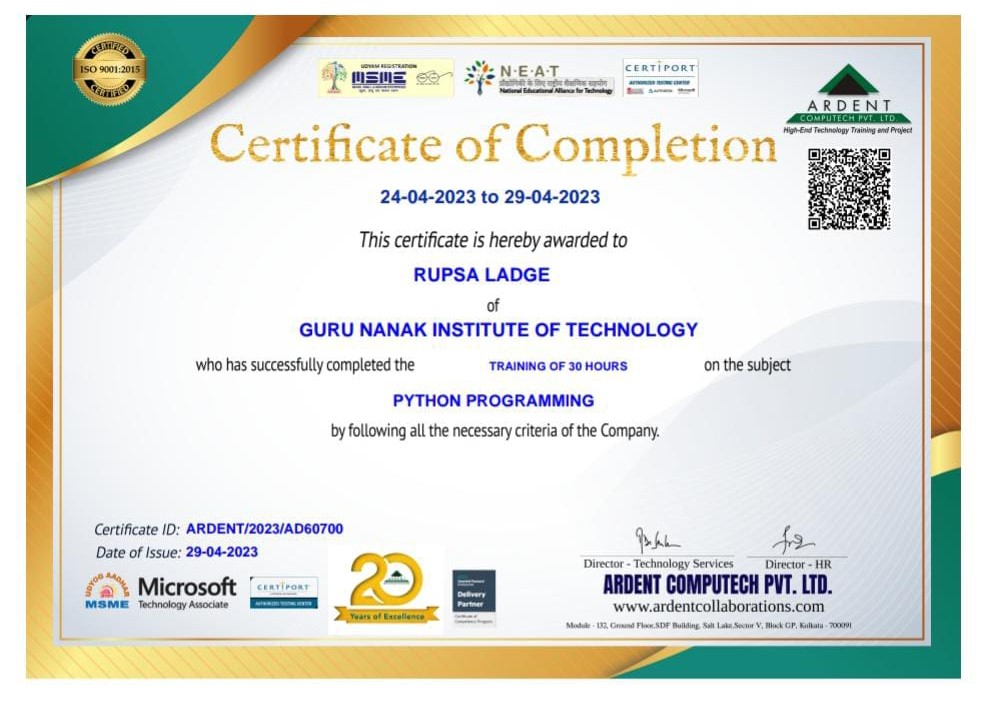 CERTIFIED
ISO 9001:2015
CERTIFIED
UDYAM REGISTRATION
MSME
N·E·A·T
National Educational Alliance for Technology
CERTIPORT
AUTHORIZED TESTING CENTER
ARDENT
COMPUTECH PVT. LTD.
High-End Technology Training and Project
Certificate of Completion
24-04-2023 to 29-04-2023
This certificate is hereby awarded to
RUPSA LADGE
of
GURU NANAK INSTITUTE OF TECHNOLOGY
who has successfully completed the TRAINING OF 30 HOURS on the subject
PYTHON PROGRAMMING
by following all the necessary criteria of the Company.
Certificate ID: ARDENT/2023/AD60700
Date of Issue: 29-04-2023
UDYOG AADHAR
MSME
Microsoft
Technology Associate
CERTIPORT
AUTHORIZED TESTING CENTER
20
Years of Excellence
Delivery
Partner
Director - Technology Services
Director - HR
ARDENT COMPUTECH PVT. LTD.
www.ardentcollaborations.com
Module - 132, Ground Floor,SDF Building, Salt Lake,Sector V, Block GP, Kolkata - 700091